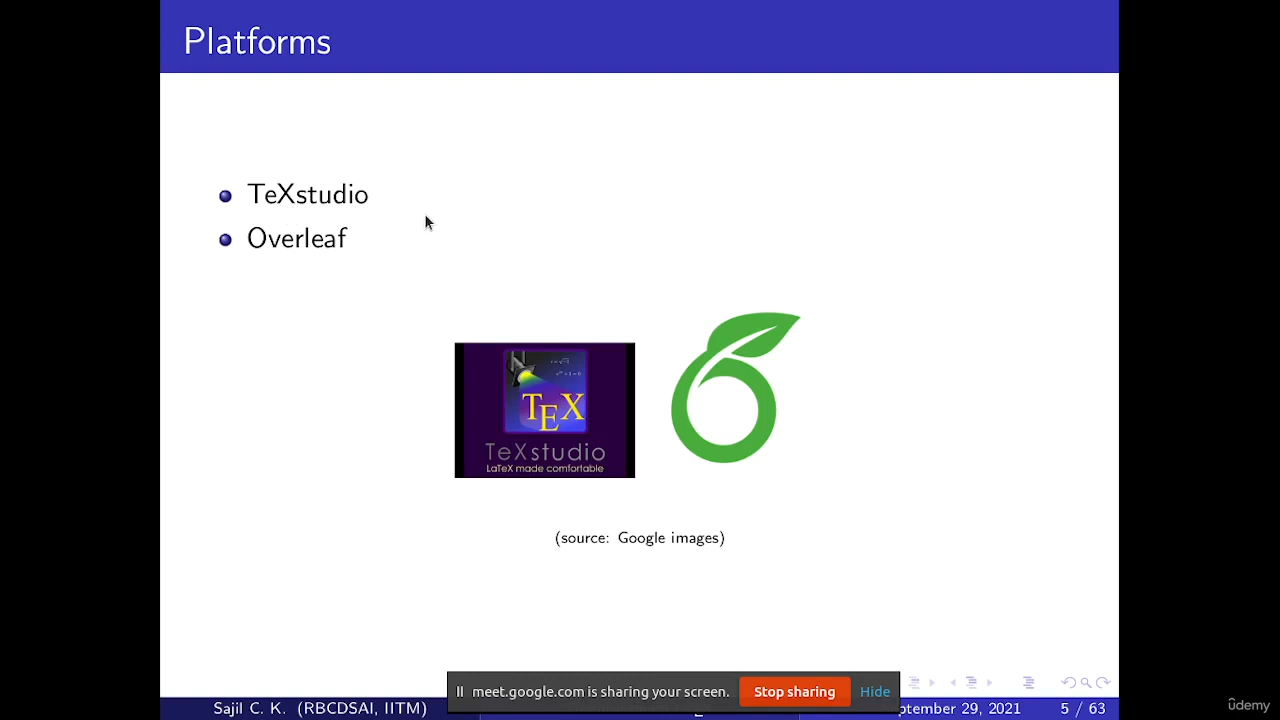 Platforms
TeXstudio
Overleaf
TEX
TeXstudio
LaTeX made comfortable
(source: Google images)
meet.google.com is sharing your screen. Stop sharing Hide
Sajil C. K. (RBCDSAI, IITM)
ptember 29, 2021 5 / 63
ûdemy